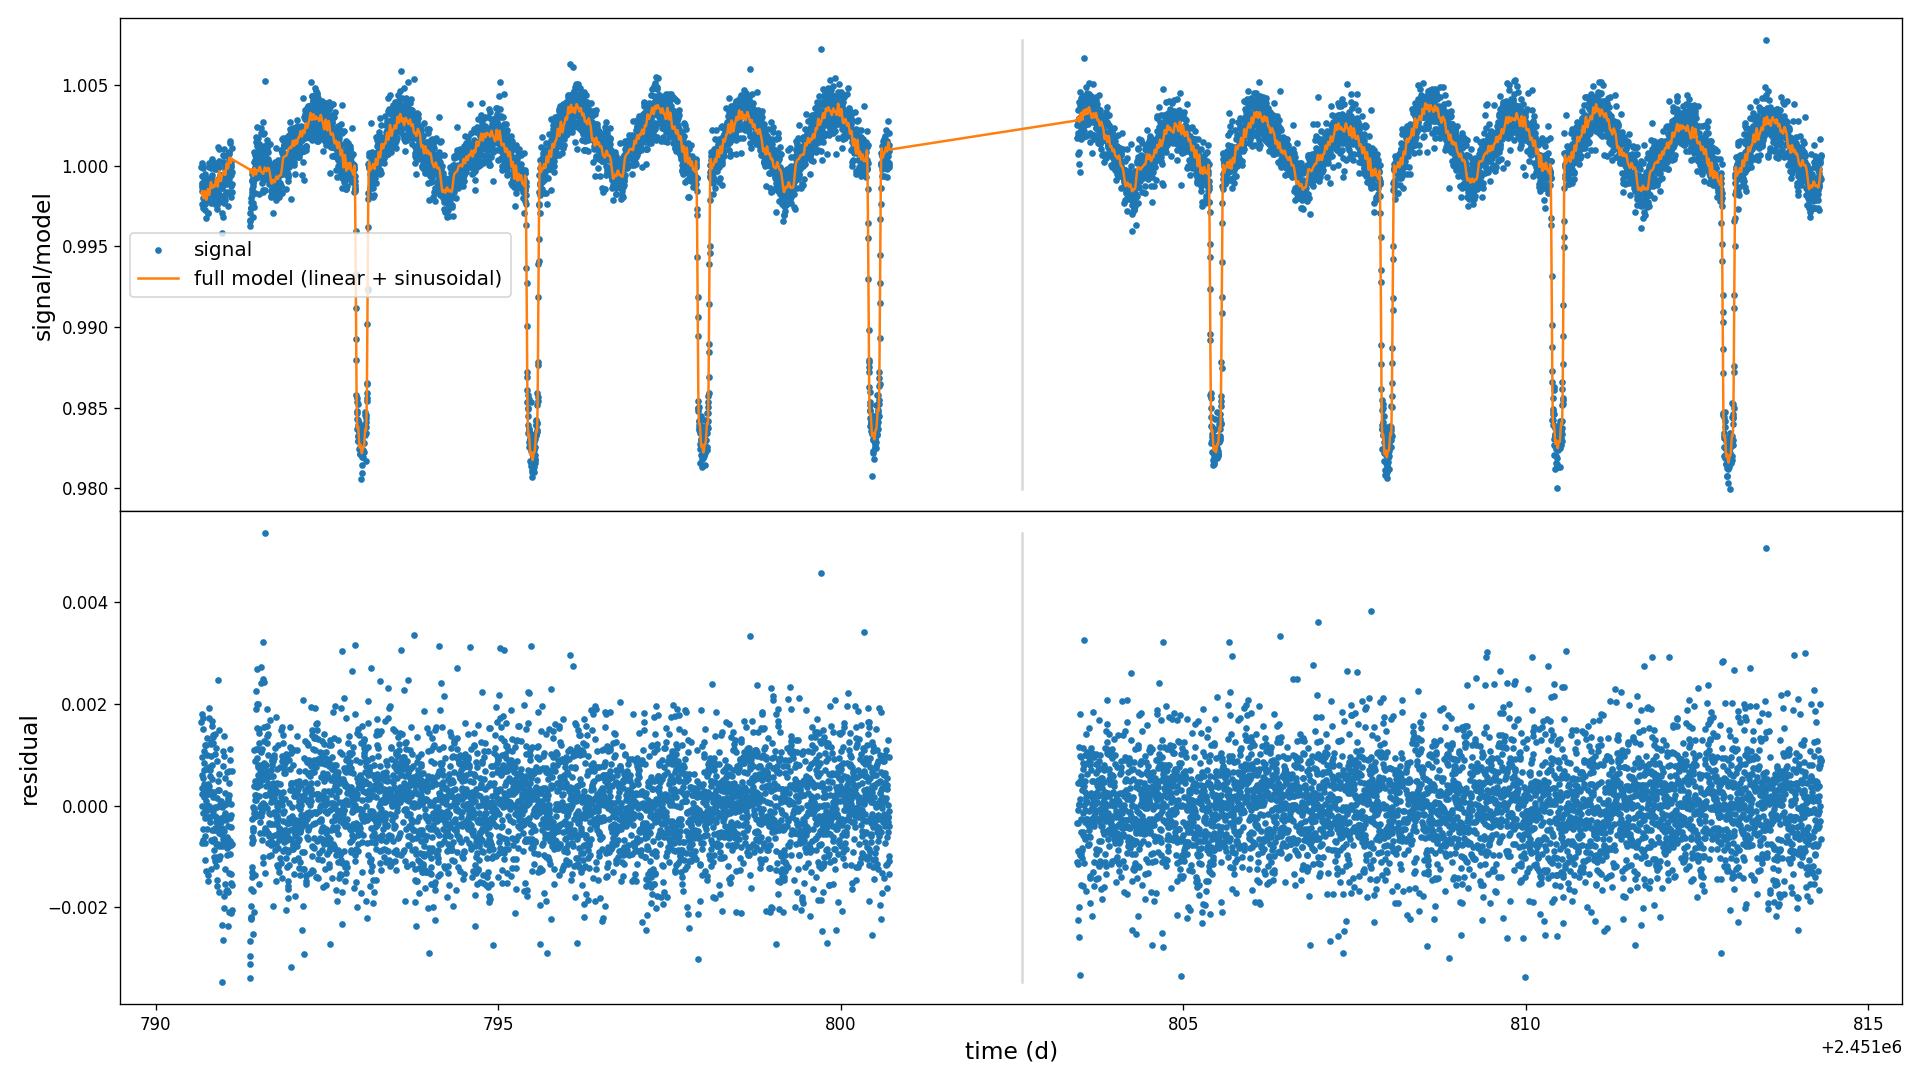 signal/model
1.005
1.000
0.995
0.990
0.985
0.980
signal
full model (linear + sinusoidal)
residual
0.004
0.002
0.000
−0.002
790
795
800
805
810
815
time (d)
+2.451e6